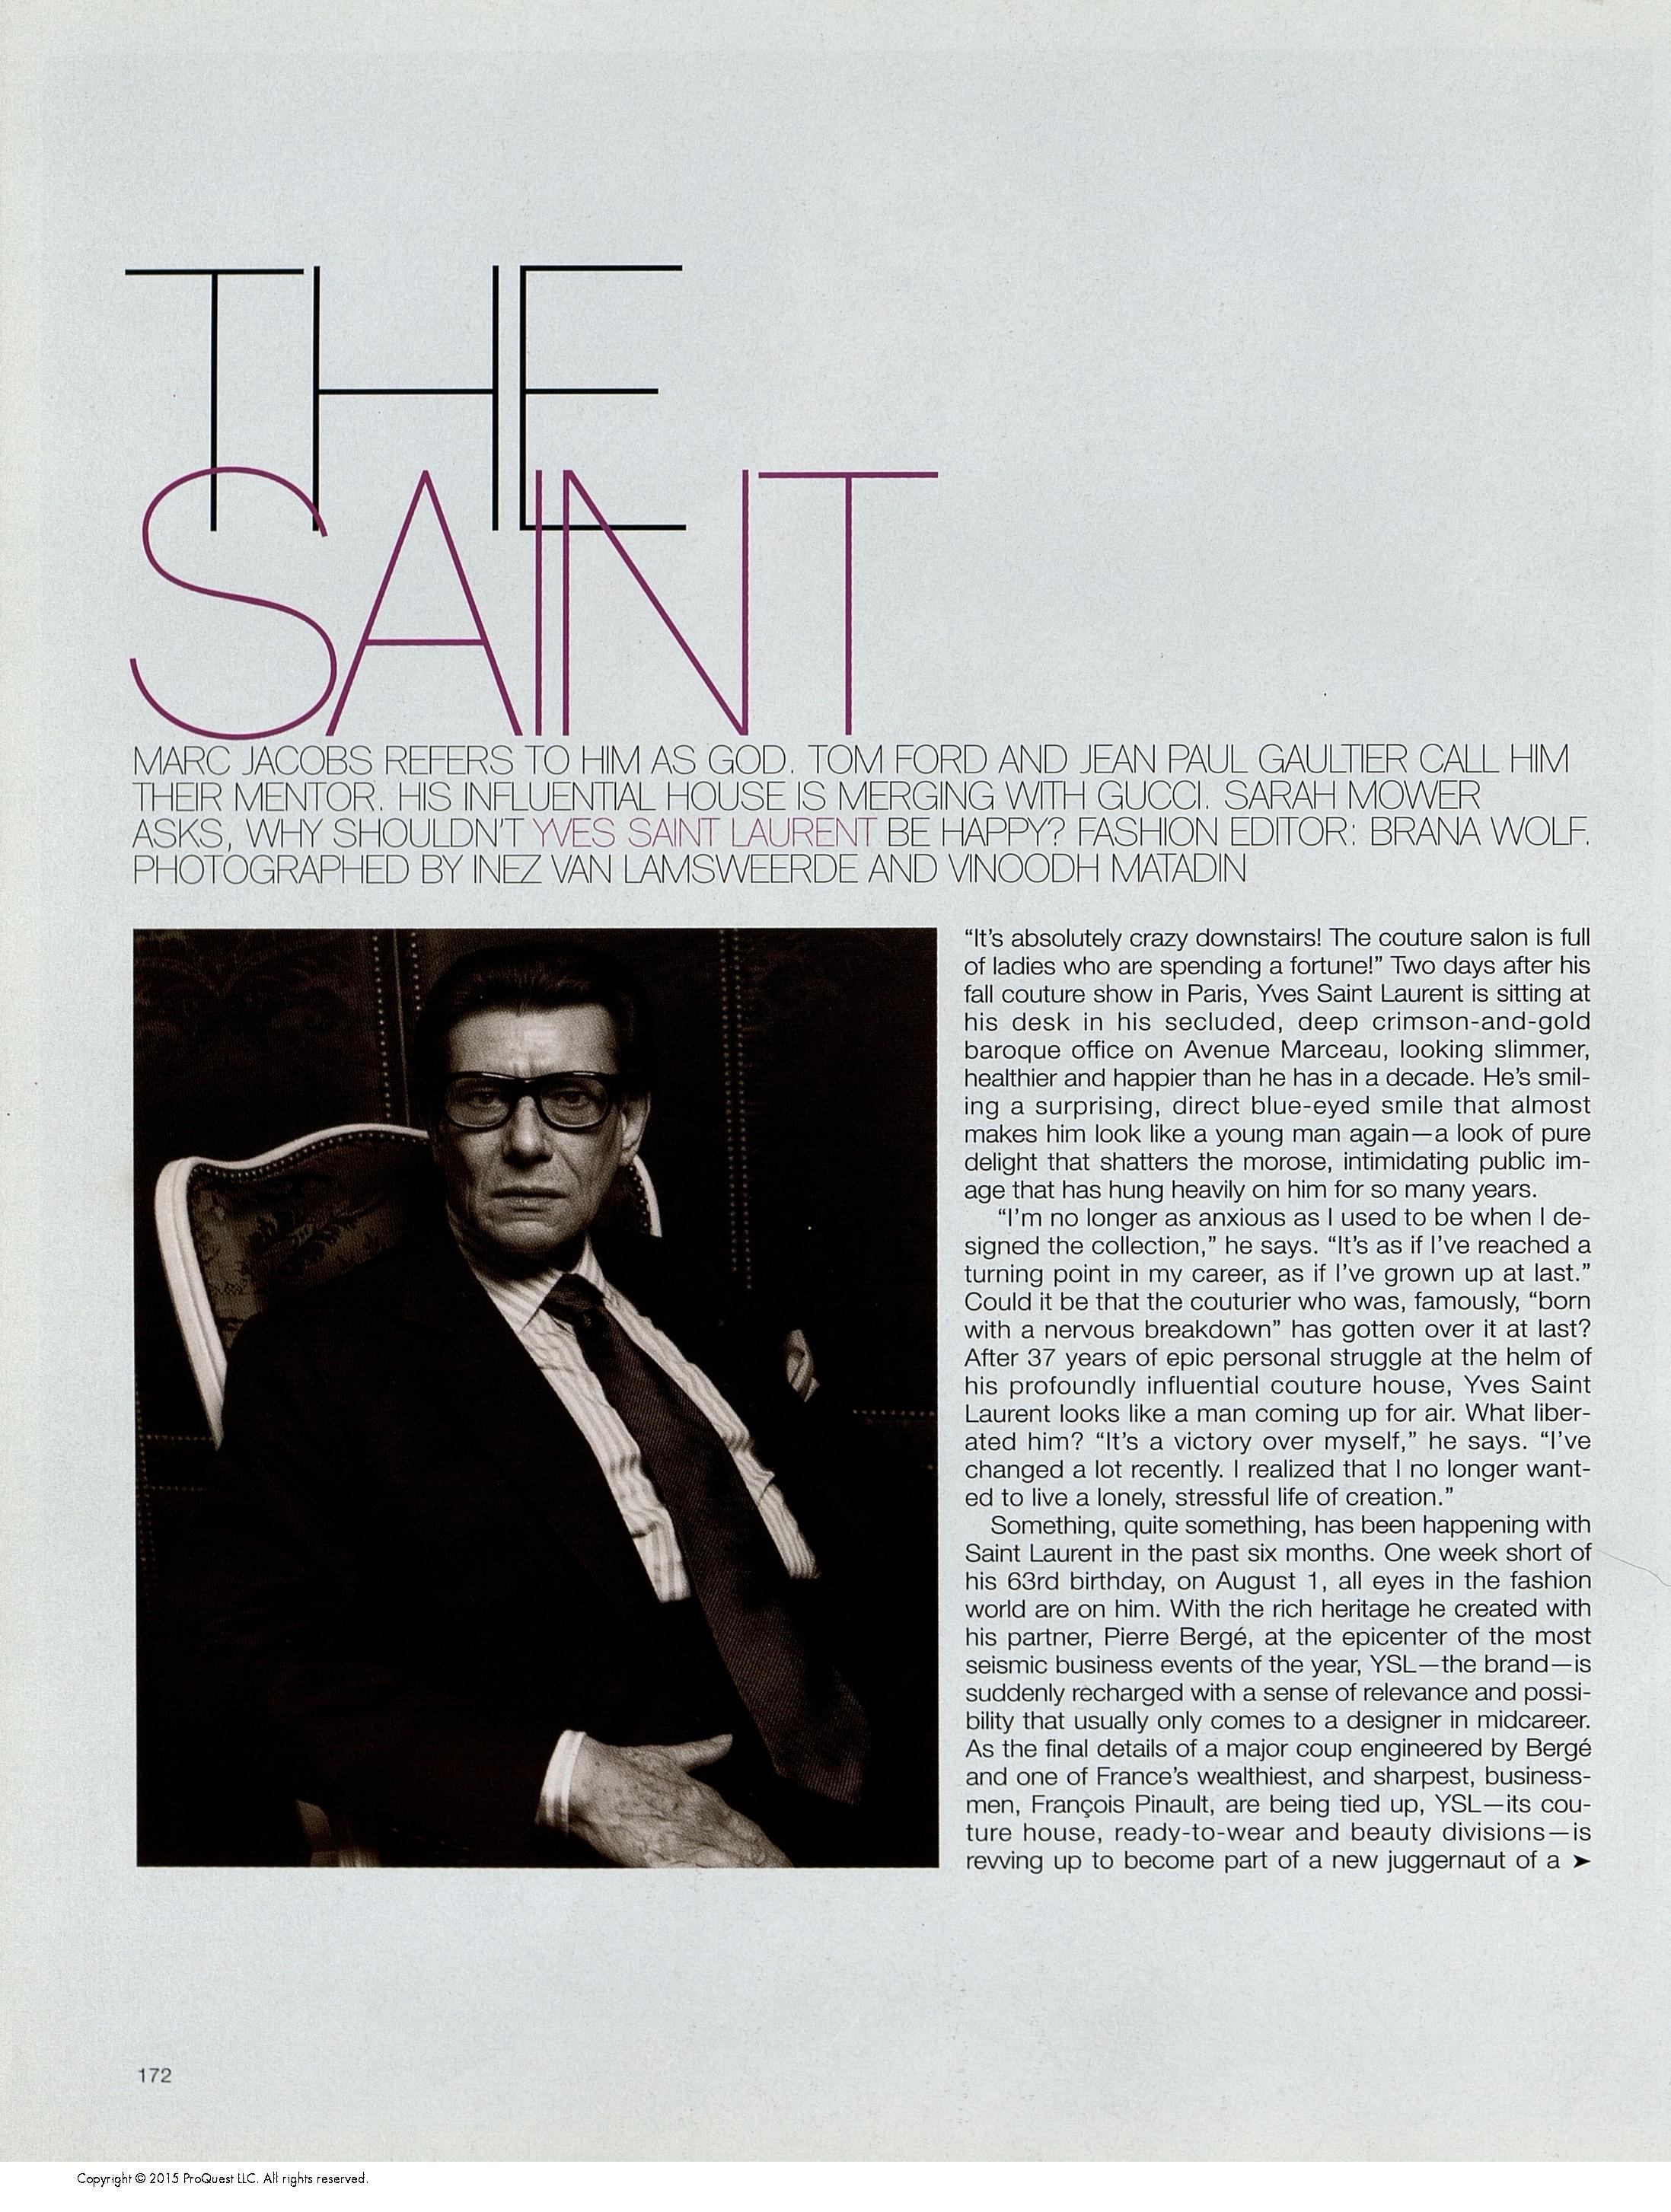 THE
SAINT
MARC JACOBS REFERS TO HIM AS GOD. TOM FORD AND JEAN PAUL GAULTIER CALL HIM
THEIR MENTOR. HIS INFLUENTIAL HOUSE IS MERGING WITH GUCCI. SARAH MOWER
ASKS, WHY SHOULDN'T YVES SAINT LAURENT BE HAPPY? FASHION EDITOR: BRANA WOLF.
PHOTOGRAPHED BY INEZ VAN LAMSWEERDE AND VINOODH MATADIN
“It’s absolutely crazy downstairs! The couture salon is full
of ladies who are spending a fortune!” Two days after his
fall couture show in Paris, Yves Saint Laurent is sitting at
his desk in his secluded, deep crimson-and-gold
baroque office on Avenue Marceau, looking slimmer,
healthier and happier than he has in a decade. He’s smil-
ing a surprising, direct blue-eyed smile that almost
makes him look like a young man again—a look of pure
delight that shatters the morose, intimidating public im-
age that has hung heavily on him for so many years.
“I’m no longer as anxious as I used to be when I de-
signed the collection,” he says. “It’s as if I’ve reached a
turning point in my career, as if I’ve grown up at last.”
Could it be that the couturier who was, famously, “born
with a nervous breakdown” has gotten over it at last?
After 37 years of epic personal struggle at the helm of
his profoundly influential couture house, Yves Saint
Laurent looks like a man coming up for air. What liber-
ated him? “It’s a victory over myself,” he says. “I’ve
changed a lot recently. I realized that I no longer want-
ed to live a lonely, stressful life of creation.”
Something, quite something, has been happening with
Saint Laurent in the past six months. One week short of
his 63rd birthday, on August 1, all eyes in the fashion
world are on him. With the rich heritage he created with
his partner, Pierre Bergé, at the epicenter of the most
seismic business events of the year, YSL—the brand—is
suddenly recharged with a sense of relevance and possi-
bility that usually only comes to a designer in midcareer.
As the final details of a major coup engineered by Bergé
and one of France’s wealthiest, and sharpest, business-
men, François Pinault, are being tied up, YSL—its cou-
ture house, ready-to-wear and beauty divisions—is
revving up to become part of a new juggernaut of a ➤
172
Copyright © 2015 ProQuest LLC. All rights reserved.